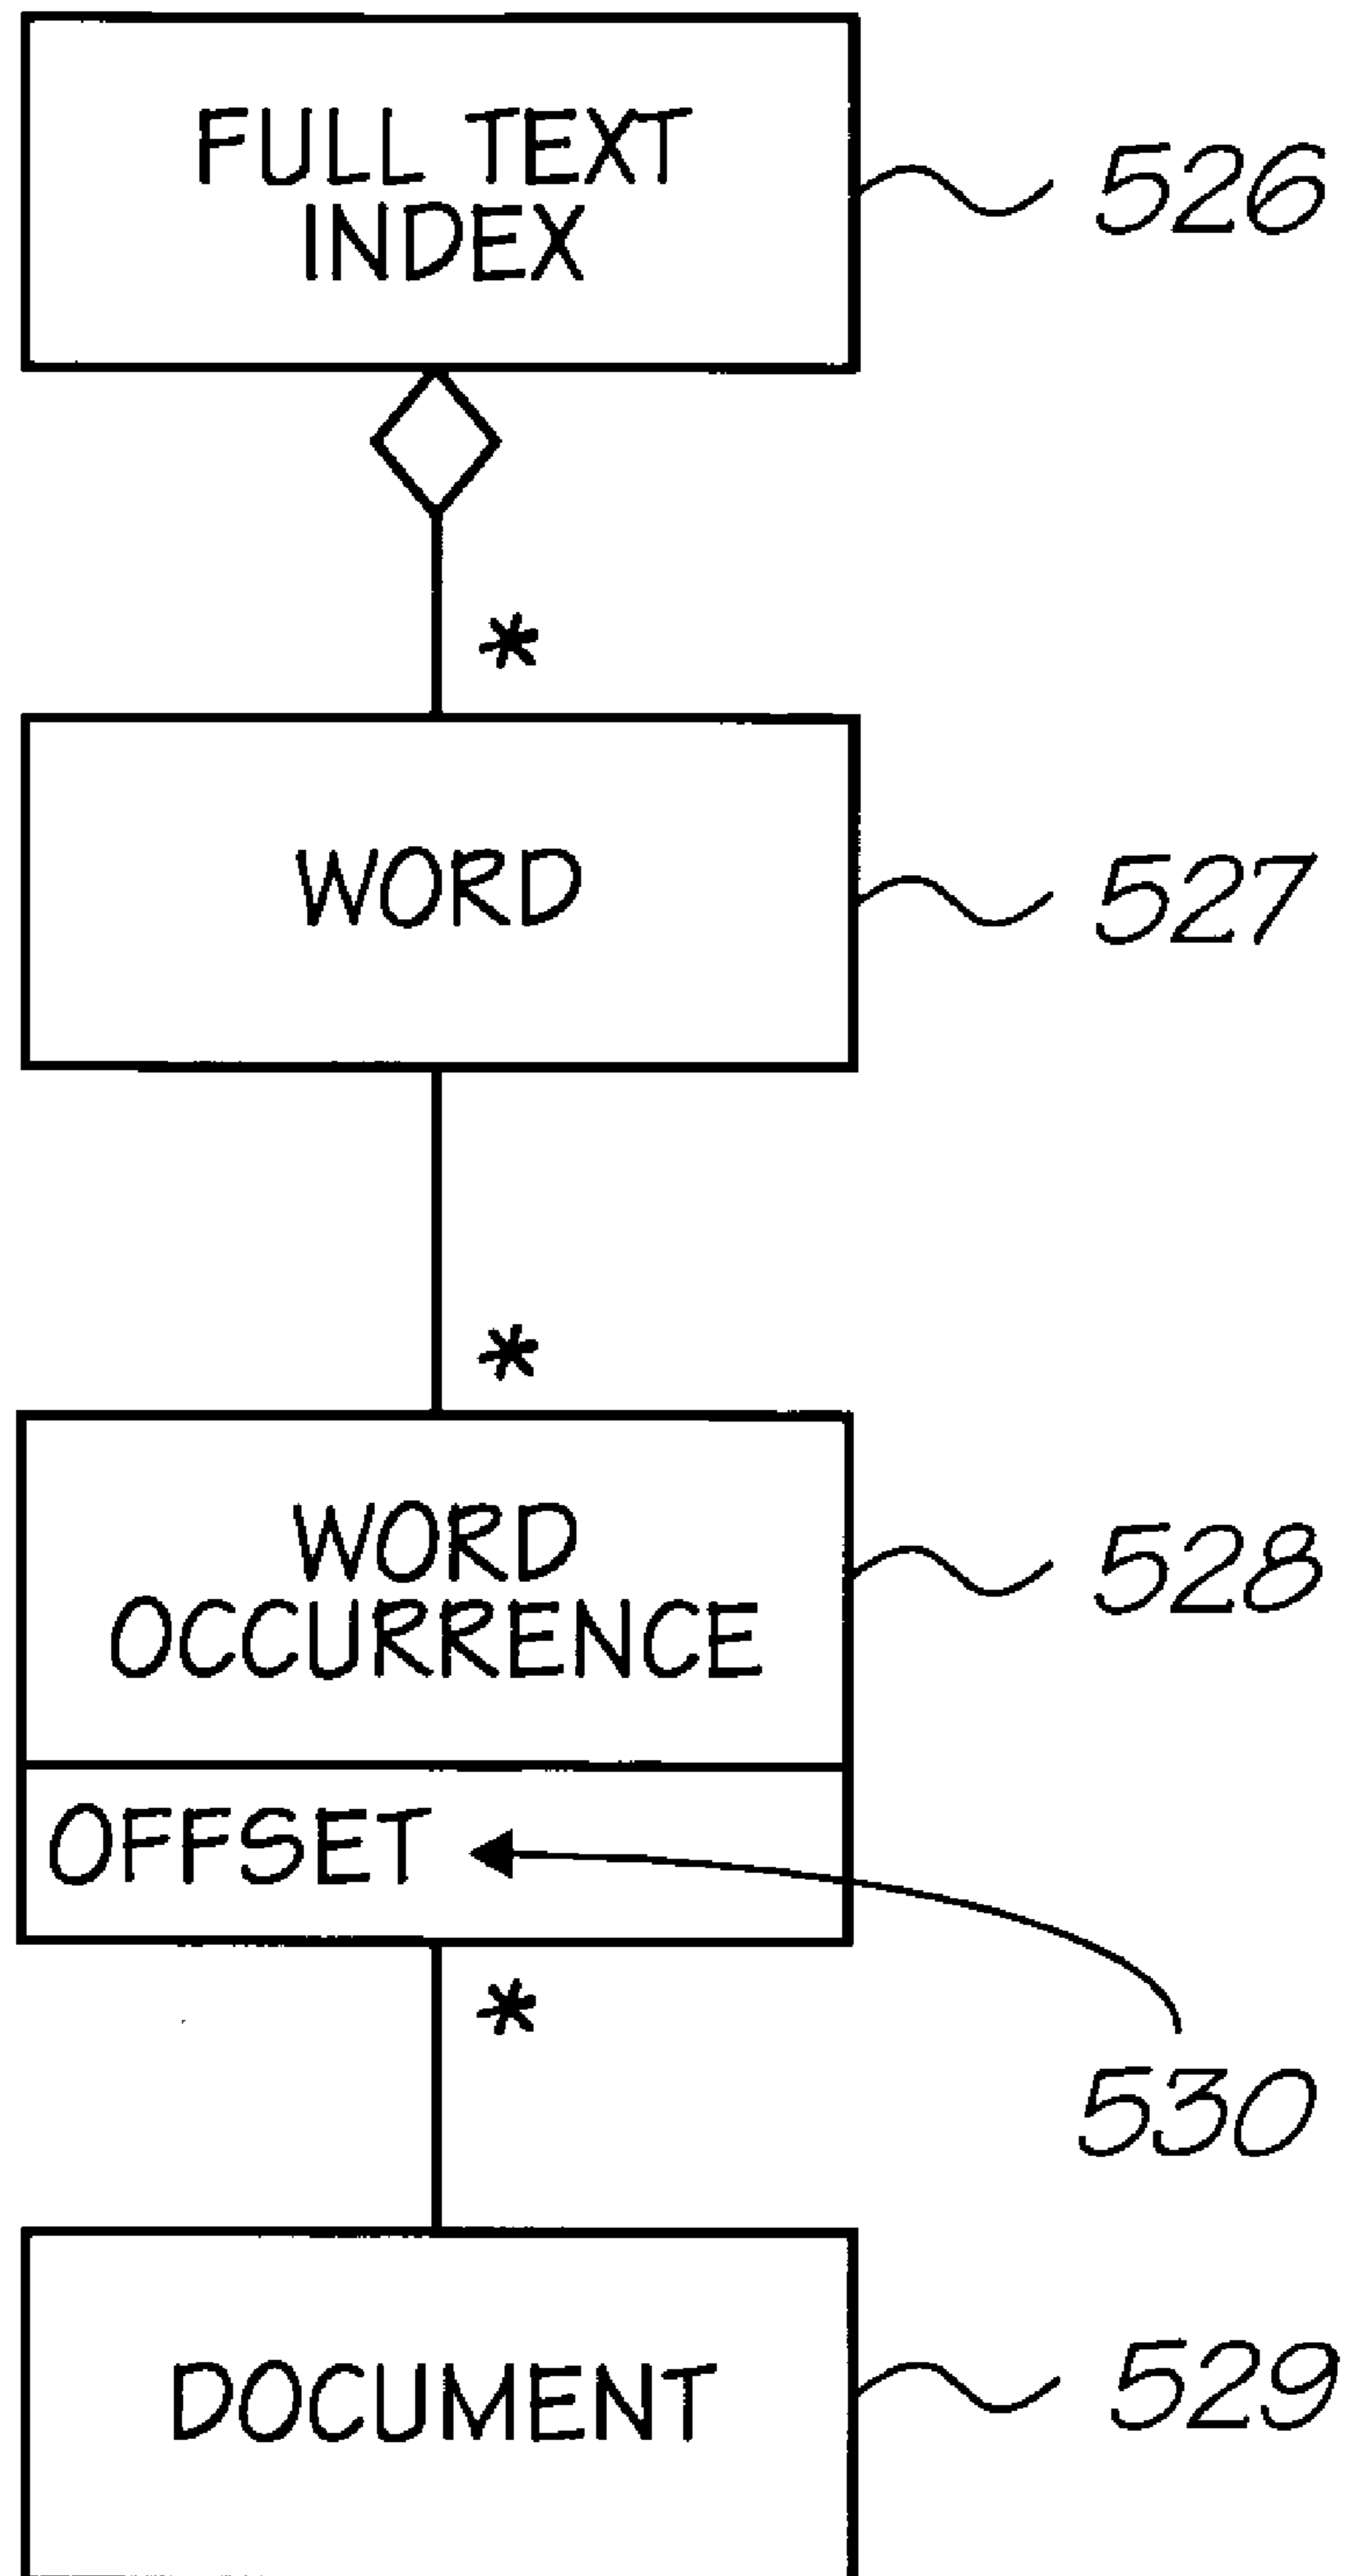 FULL TEXT
INDEX
526
*
WORD
527
*
WORD
OCCURRENCE
528
OFFSET
*
530
DOCUMENT
529